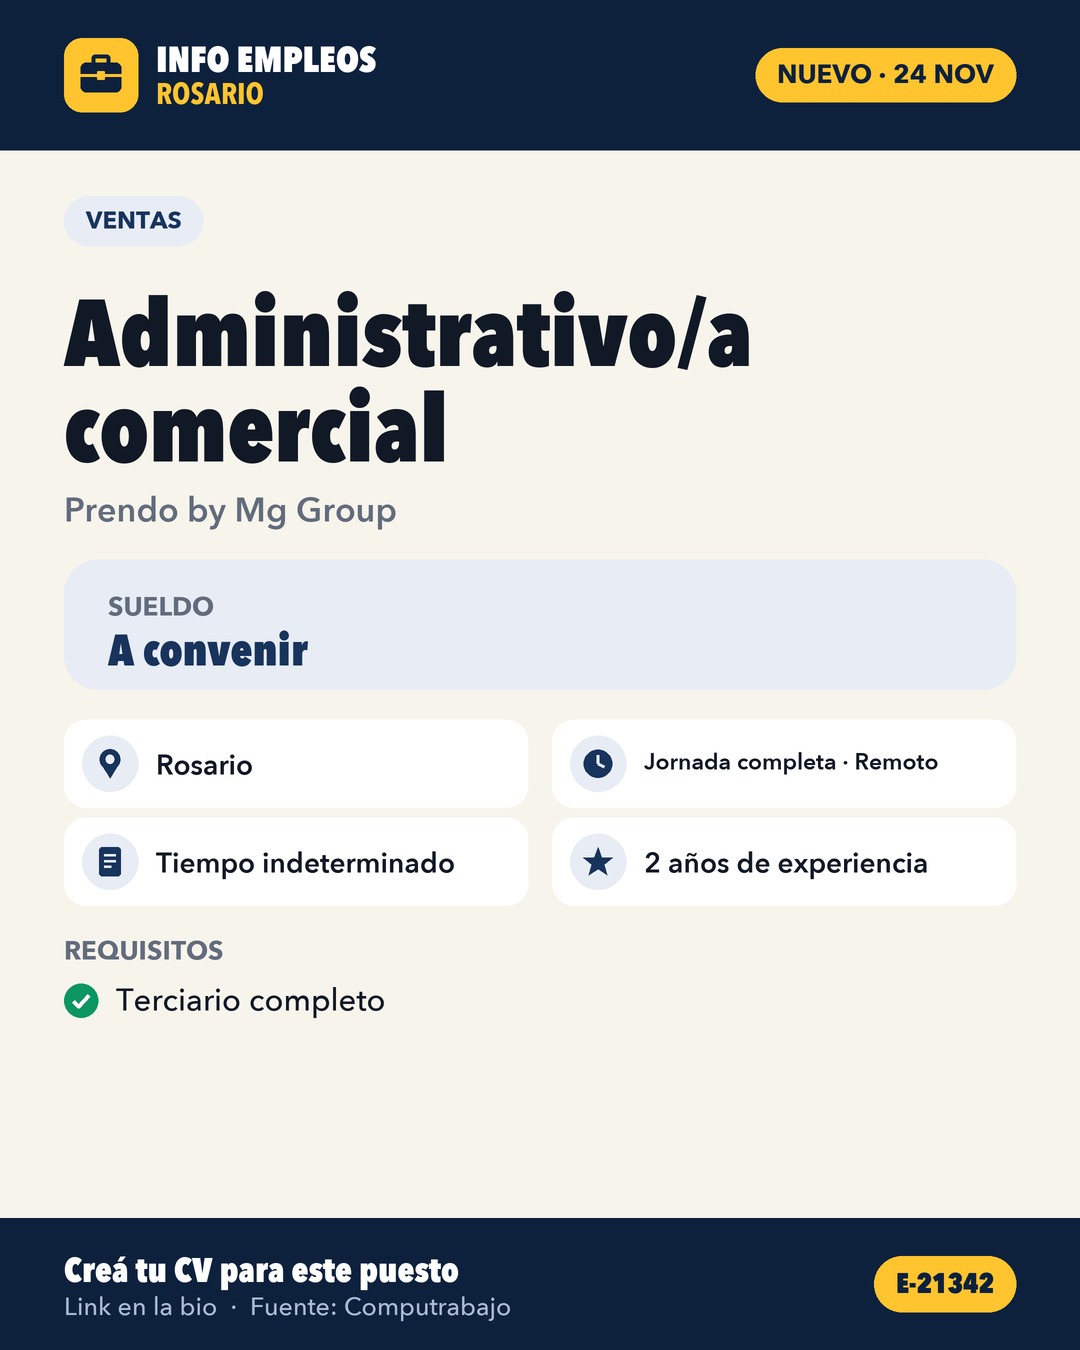 INFO EMPLEOS
ROSARIO
NUEVO · 24 NOV
VENTAS
Administrativo/a
comercial
Prendo by Mg Group
SUELDO
A convenir
Rosario
Jornada completa · Remoto
Tiempo indeterminado
2 años de experiencia
REQUISITOS
Terciario completo
Creá tu CV para este puesto
Link en la bio · Fuente: Computrabajo
E-21342